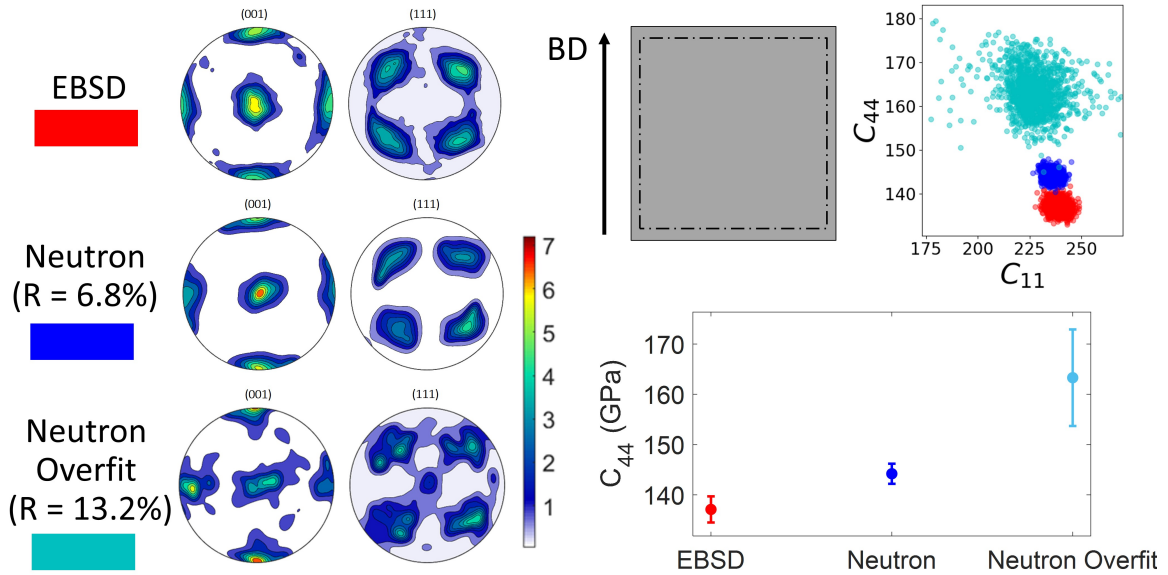 (001)
(111)
EBSD
(001)
(111)
Neutron
(R = 6.8%)
(001)
(111)
Neutron
Overfit
(R = 13.2%)
7
6
5
4
3
2
1
BD
180
170
160
150
140
C44
175
200
225
250
C11
170
160
150
140
C44 (GPa)
EBSD
Neutron
Neutron Overfit